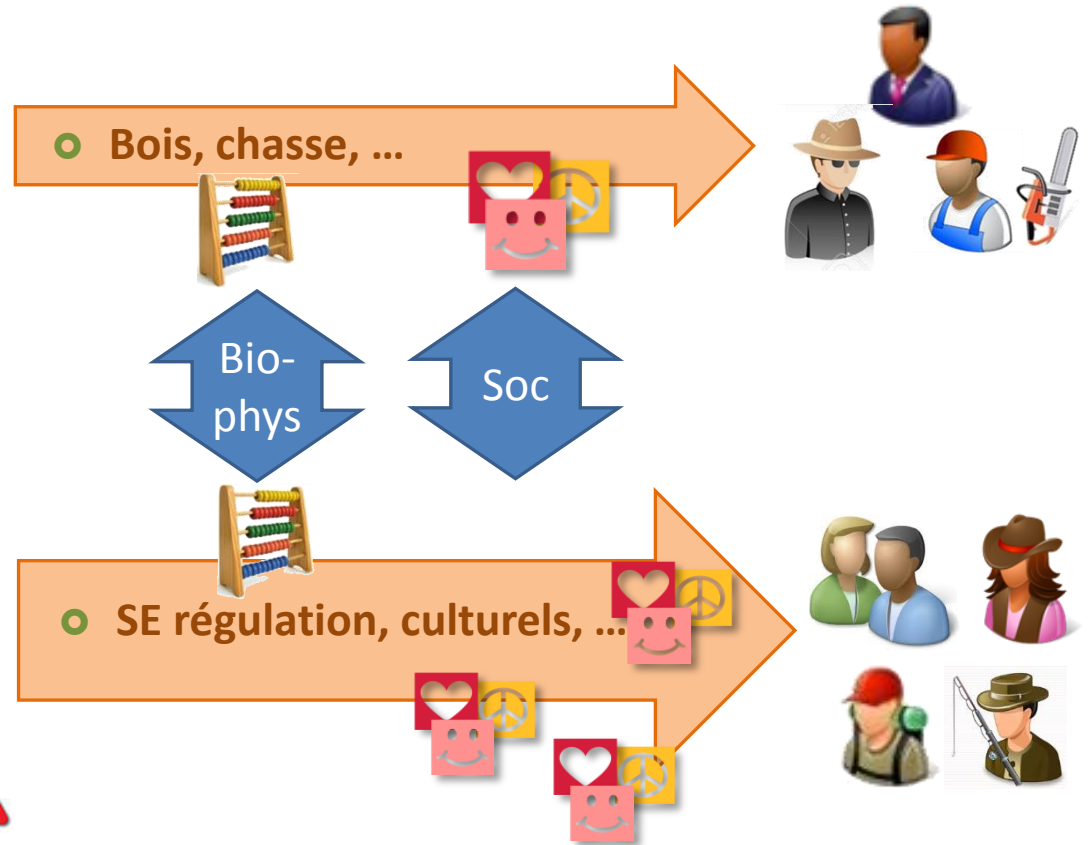 Bois, chasse, ...
Bio-
phys
Soc
SE régulation, culturels, ...